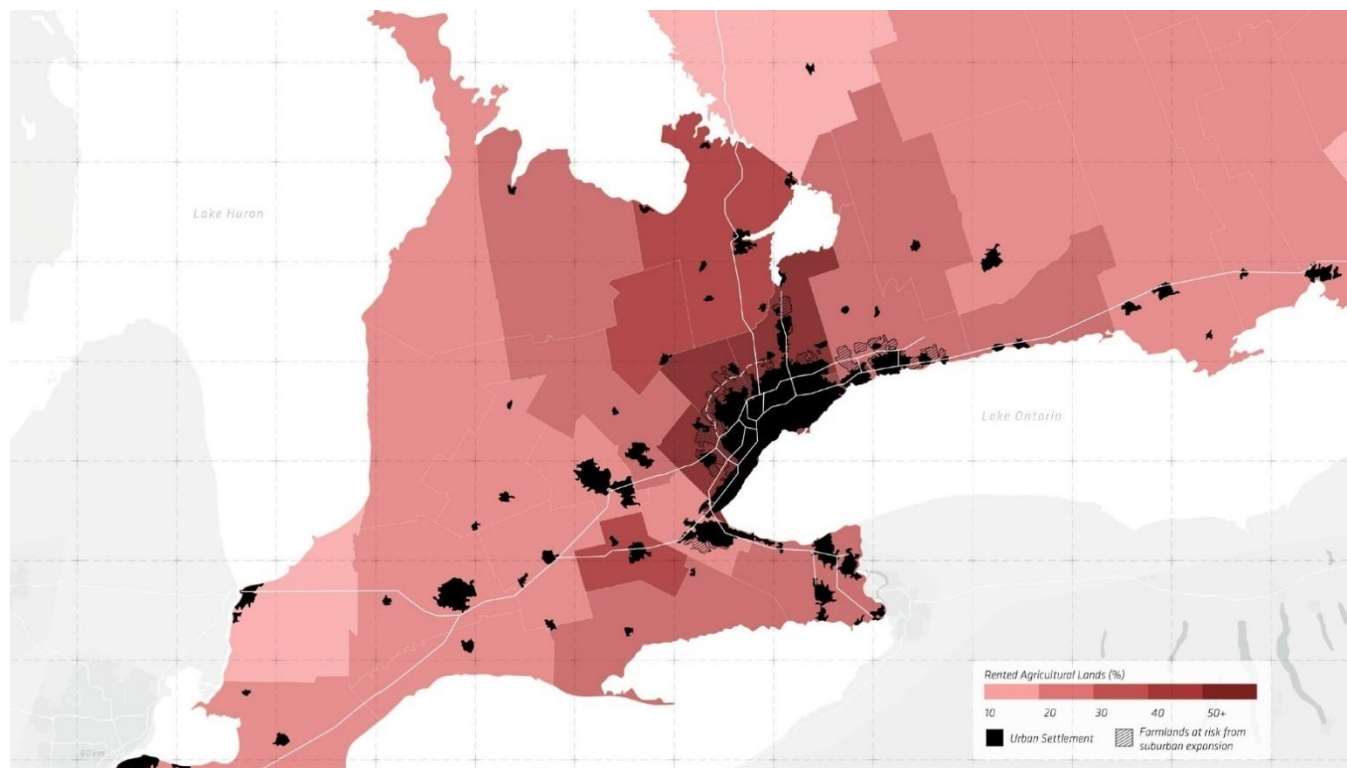 Lake Huron
Lake Ontario
Rented Agricultural Lands (%)
10 20 30 40 50+
Urban Settlement
Farmlands at risk from
suburban expansion
60km